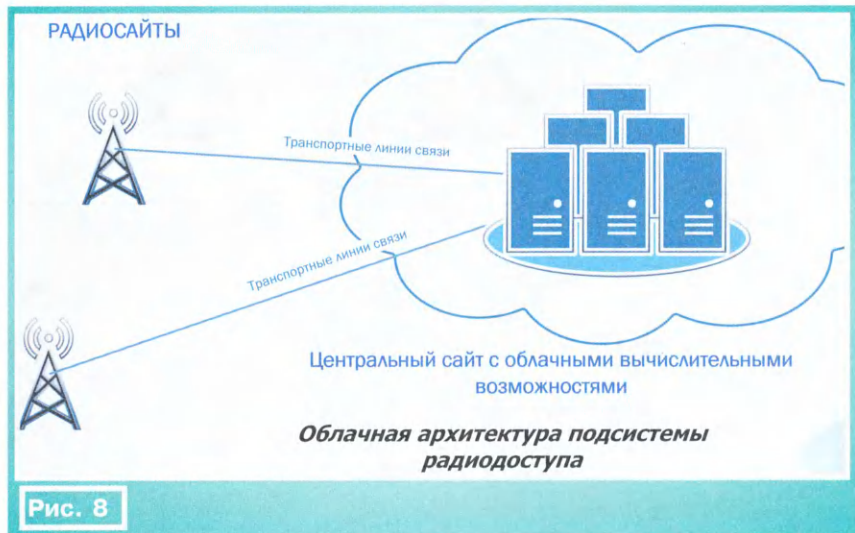 РАДИОСАЙТЫ
Транспортные линии связи
Транспортные линии связи
Центральный сайт с облачными вычислительными
возможностями
Облачная архитектура подсистемы
радиодоступа
Рис. 8